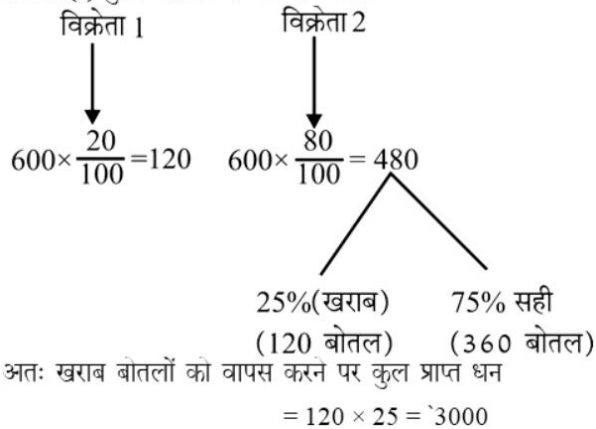 विक्रेता 1 विक्रेता 2
600× 20/100 =120 600× 80/100 = 480
25%(खराब) 75% सही
(120 बोतल) (360 बोतल)
अतः खराब बोतलों को वापस करने पर कुल प्राप्त धन
= 120 × 25 = `3000